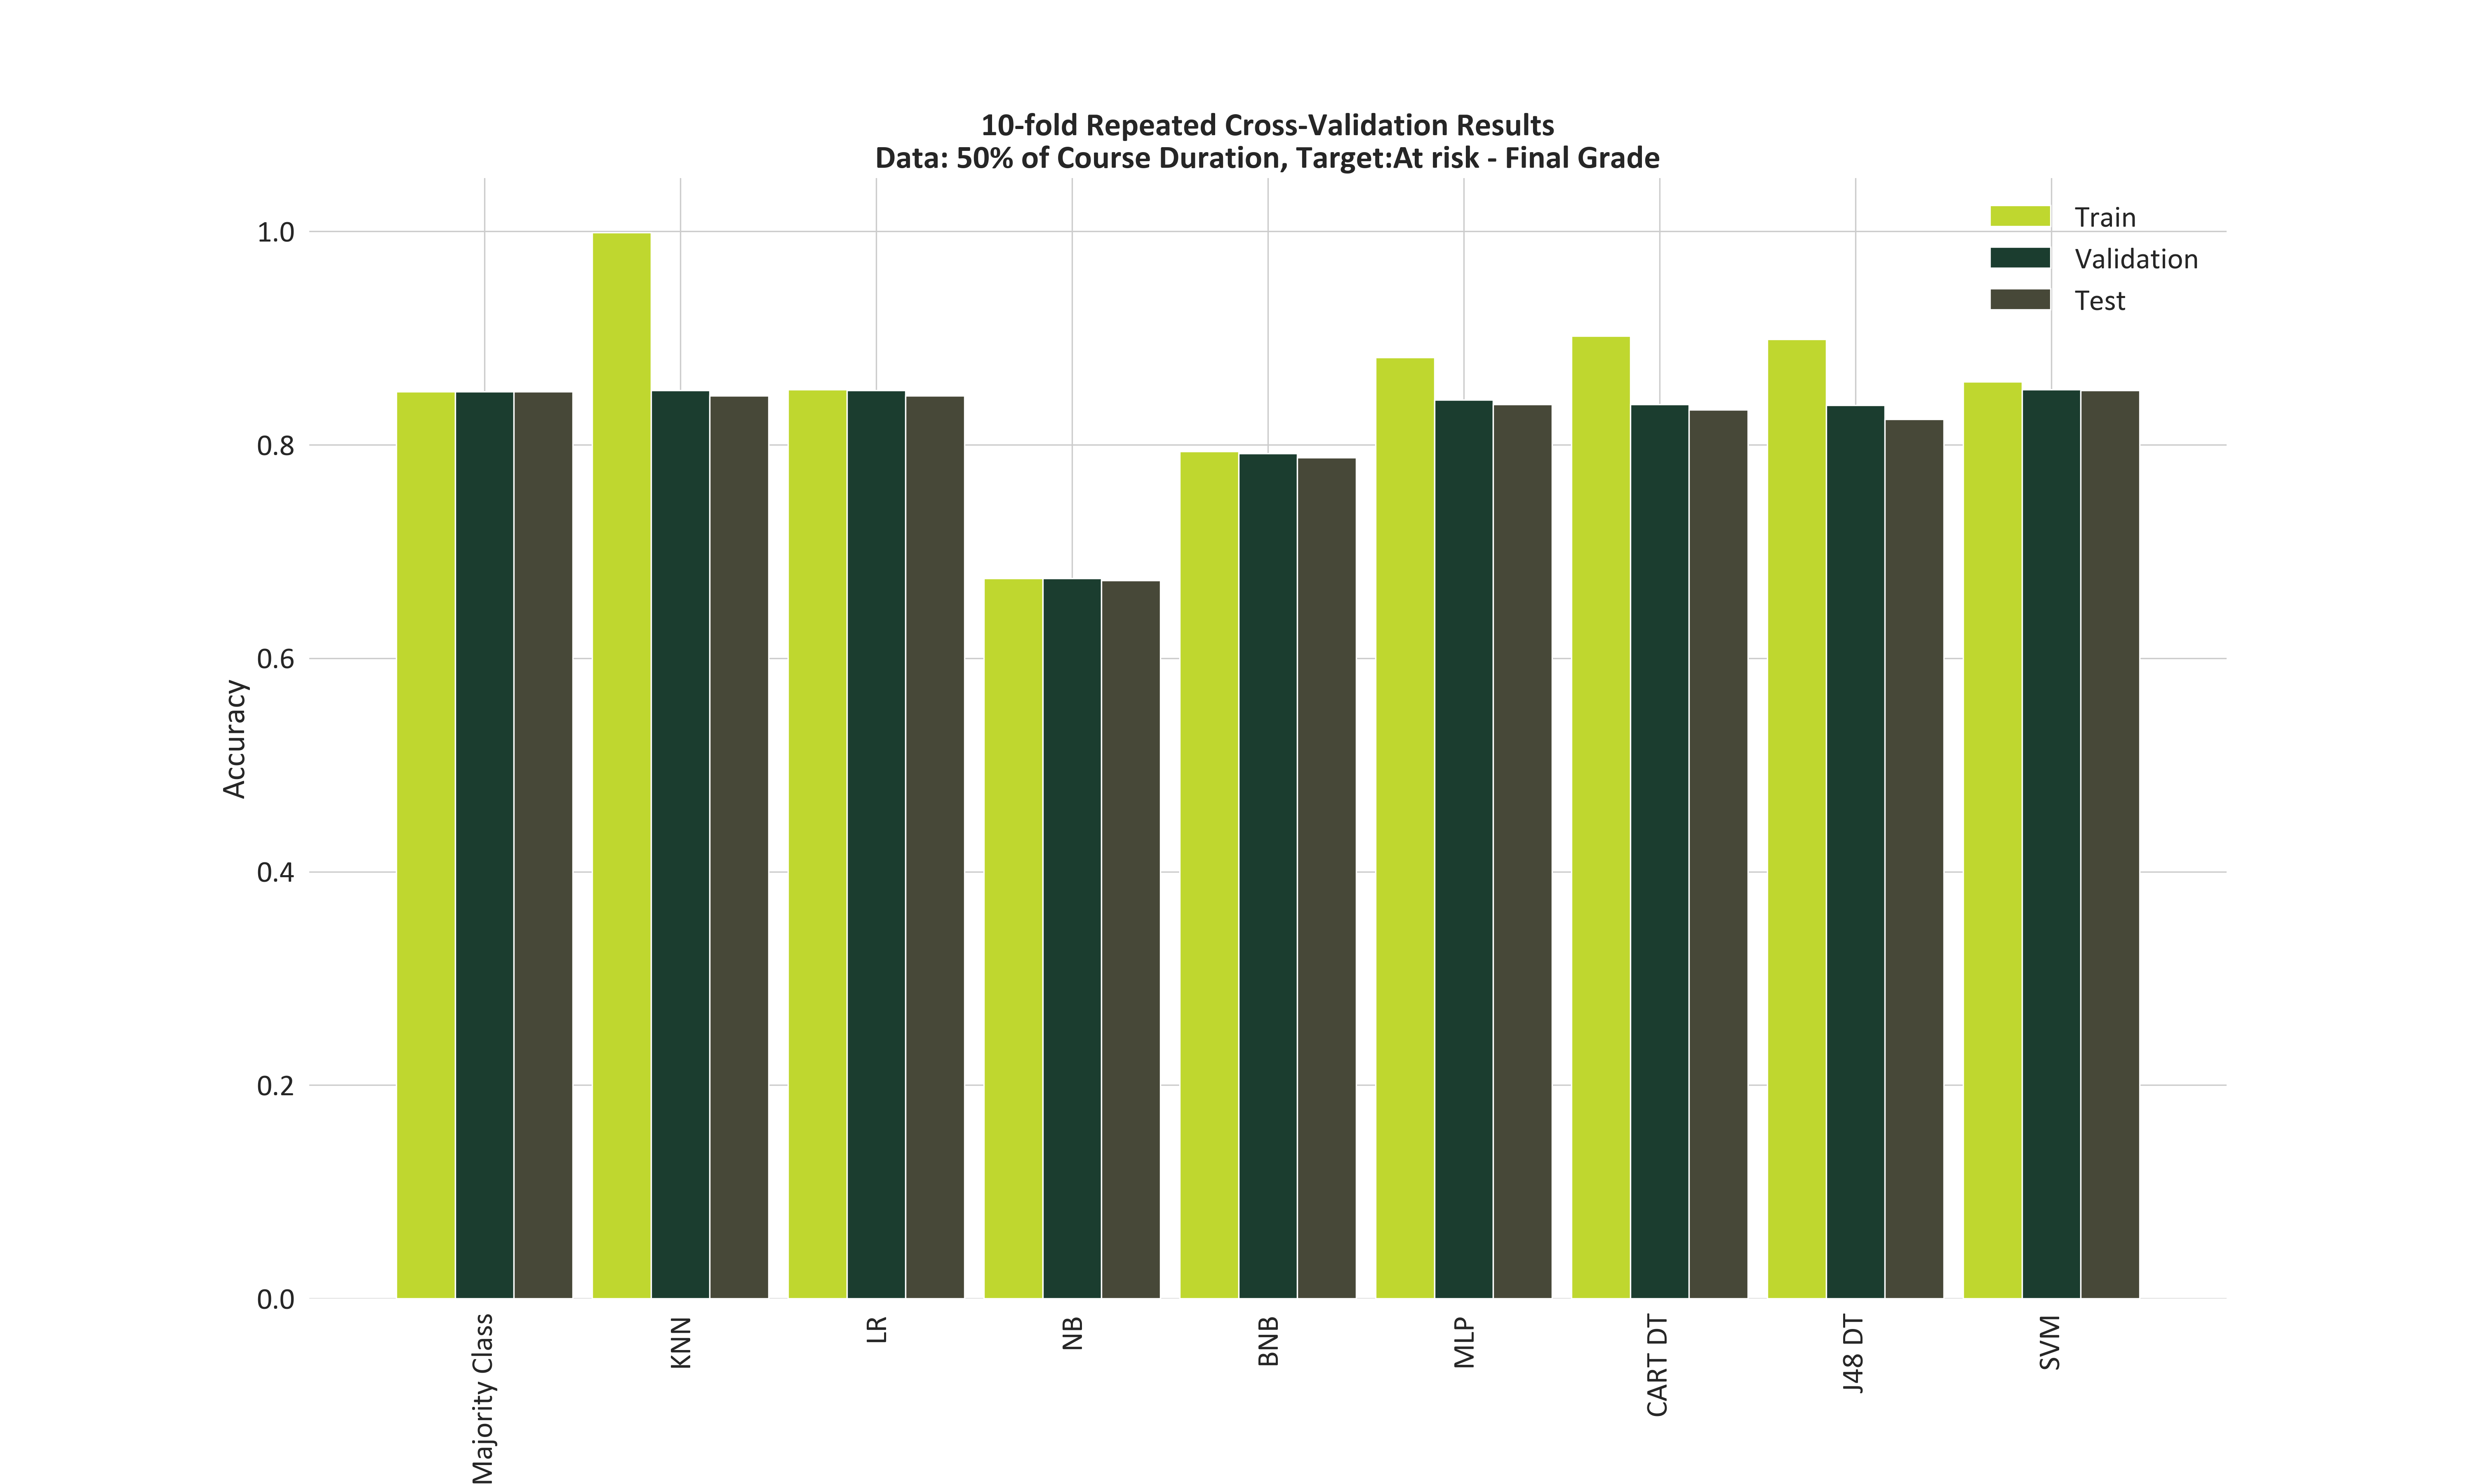 10-fold Repeated Cross-Validation Results
Data: 50% of Course Duration, Target:At risk - Final Grade
Train
Validation
Test
Accuracy
1.0
0.8
0.6
0.4
0.2
0.0
Majority Class
KNN
LR
NB
BNB
MLP
CART DT
J48 DT
SVM